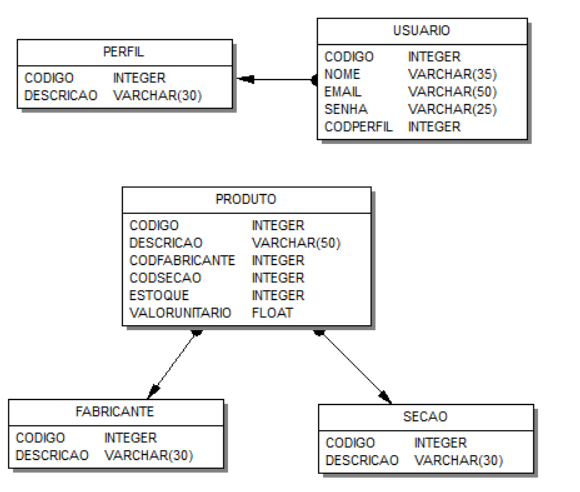 PERFIL
CODIGO INTEGER
DESCRICAO VARCHAR(30)
USUARIO
CODIGO INTEGER
NOME VARCHAR(35)
EMAIL VARCHAR(50)
SENHA VARCHAR(25)
CODPERFIL INTEGER
PRODUTO
CODIGO INTEGER
DESCRICAO VARCHAR(50)
CODFABRICANTE INTEGER
CODSECAO INTEGER
ESTOQUE INTEGER
VALORUNITARIO FLOAT
FABRICANTE
CODIGO INTEGER
DESCRICAO VARCHAR(30)
SECAO
CODIGO INTEGER
DESCRICAO VARCHAR(30)